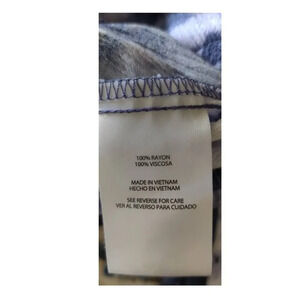 100% RAYON
100% VISCOSA
MADE IN VIETNAM
HECHO EN VIETNAM
SEE REVERSE FOR CARE
VER AL REVERSO PARA CUIDADO